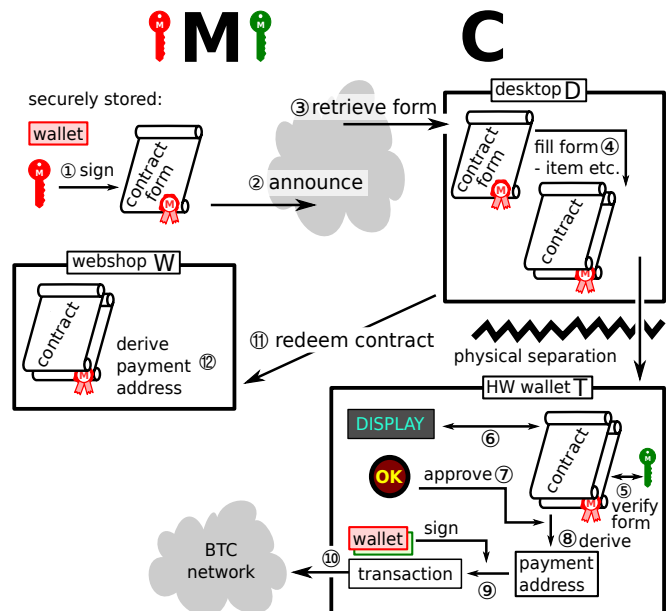 M
C
M
M
securely stored:
wallet
M
① sign
contract
form
M
② announce
③ retrieve form
desktop D
contract
form
M
fill form ④
- item etc.
contract
M
webshop W
contract
M
derive
payment ⑫
address
⑪ redeem contract
physical separation
HW wallet T
DISPLAY
⑥
contract
M
M
⑤
verify
form
OK
approve ⑦
⑧ derive
wallet
sign
BTC
network
⑩
transaction
⑨
payment
address